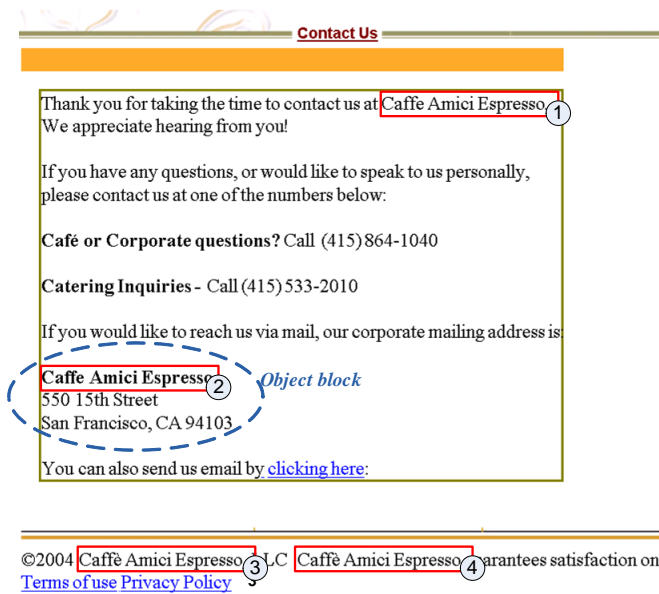 Contact Us
Thank you for taking the time to contact us at Caffe Amici Espresso 1
We appreciate hearing from you!
If you have any questions, or would like to speak to us personally,
please contact us at one of the numbers below:
Café or Corporate questions? Call (415) 864-1040
Catering Inquiries - Call (415) 533-2010
If you would like to reach us via mail, our corporate mailing address is:
Caffe Amici Espresso 2 Object block
550 15th Street
San Francisco, CA 94103
You can also send us email by clicking here:
©2004 Caffè Amici Espresso 3 LC Caffè Amici Espresso 4 arantees satisfaction on
Terms of use Privacy Policy